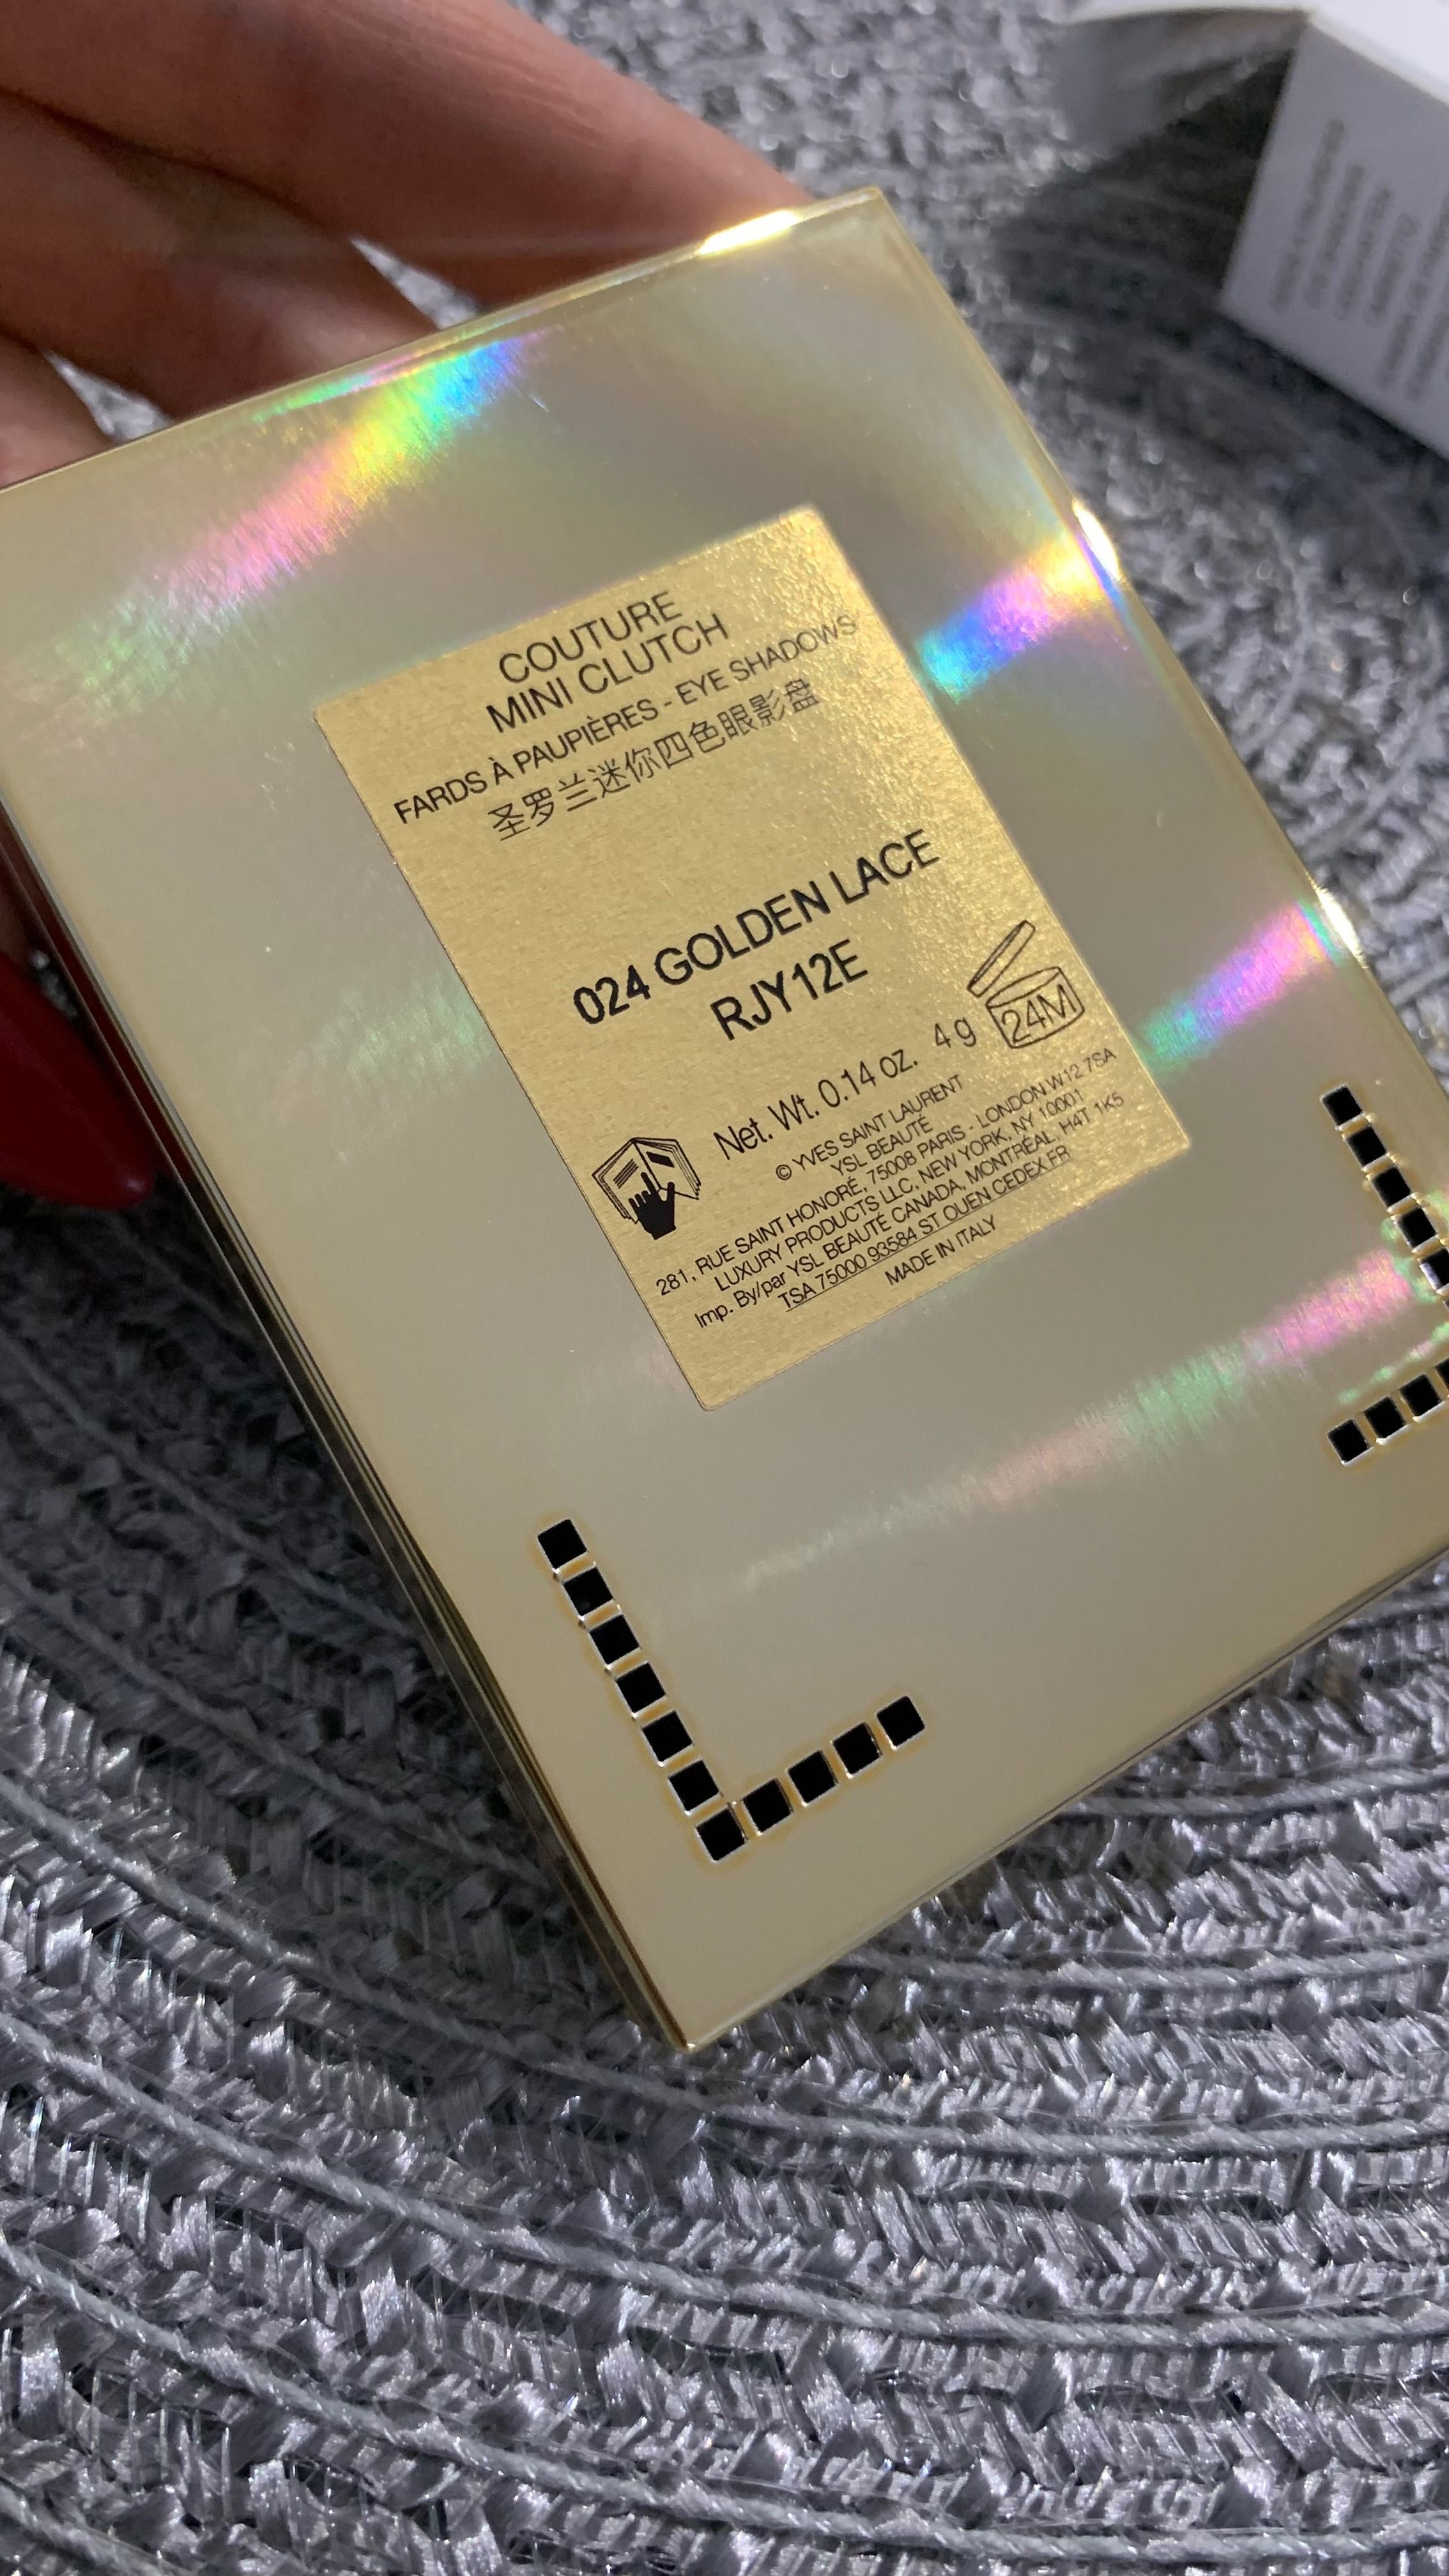 COUTURE
MINI CLUTCH
FARDS À PAUPIÈRES - EYE SHADOWS
圣罗兰迷你四色眼影盘
024 GOLDEN LACE
RJY12E
Net. Wt. 0.14 oz. 4 g
24M
© YVES SAINT LAURENT
YSL BEAUTÉ
281, RUE SAINT HONORÉ, 75008 PARIS - LONDON W12 7SA
LUXURY PRODUCTS LLC, NEW YORK, NY 10001
Imp. By/par YSL BEAUTÉ CANADA, MONTRÉAL, H4T 1K5
TSA 75000 93584 ST OUEN CEDEX FR
MADE IN ITALY